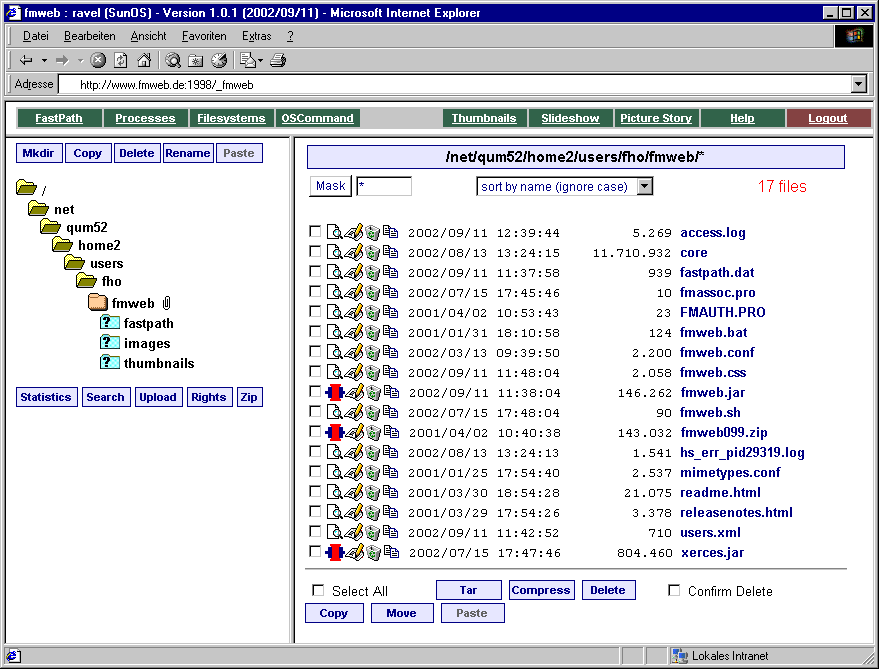 fmweb : ravel (SunOS) - Version 1.0.1 (2002/09/11) - Microsoft Internet Explorer
Datei Bearbeiten Ansicht Favoriten Extras ?
Adresse http://www.fmweb.de:1998/_fmweb
FastPath Processes Filesystems OSCommand Thumbnails Slideshow Picture Story Help Logout
Mkdir Copy Delete Rename Paste
/
net
qum52
home2
users
fho
fmweb
? fastpath
? images
? thumbnails
Statistics Search Upload Rights Zip
/net/qum52/home2/users/fho/fmweb/*
Mask * sort by name (ignore case) 17 files
2002/09/11 12:39:44 5.269 access.log
2002/08/13 13:24:15 11.710.932 core
2002/09/11 11:37:58 939 fastpath.dat
2002/07/15 17:45:46 10 fmassoc.pro
2001/04/02 10:53:43 23 FMAUTH.PRO
2001/01/31 18:10:58 124 fmweb.bat
2002/03/13 09:39:50 2.200 fmweb.conf
2002/09/11 11:48:04 2.058 fmweb.css
2002/09/11 11:38:04 146.262 fmweb.jar
2002/07/15 17:48:04 90 fmweb.sh
2001/04/02 10:40:38 143.032 fmweb099.zip
2002/08/13 13:24:13 1.541 hs_err_pid29319.log
2001/01/25 17:54:40 2.537 mimetypes.conf
2001/03/30 18:54:28 21.075 readme.html
2001/03/29 17:54:26 3.378 releasenotes.html
2002/09/11 11:42:52 710 users.xml
2002/07/15 17:47:46 804.460 xerces.jar
Select All Tar Compress Delete Confirm Delete
Copy Move Paste
Lokales Intranet